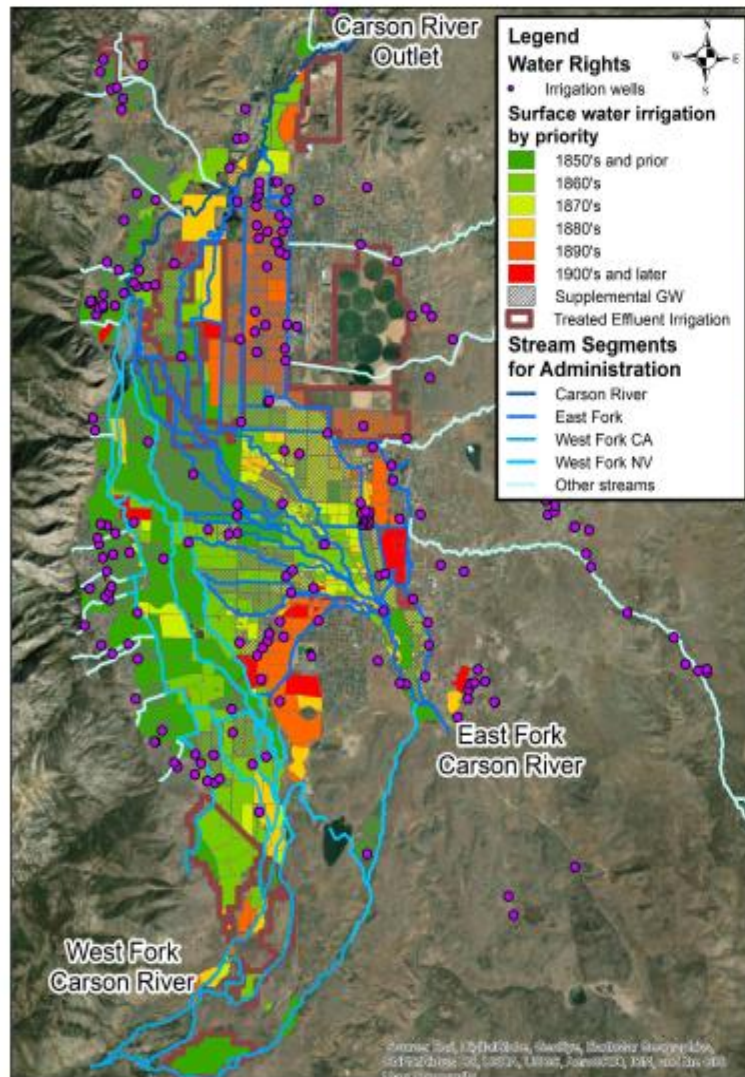 Carson River
Outlet
Legend
Water Rights
Irrigation wells
Surface water irrigation
by priority
1850's and prior
1860's
1870's
1880's
1890's
1900's and later
Supplemental GW
Treated Effluent Irrigation
Stream Segments
for Administration
Carson River
East Fork
West Fork CA
West Fork NV
Other streams
N
W
E
S
East Fork
Carson River
West Fork
Carson River